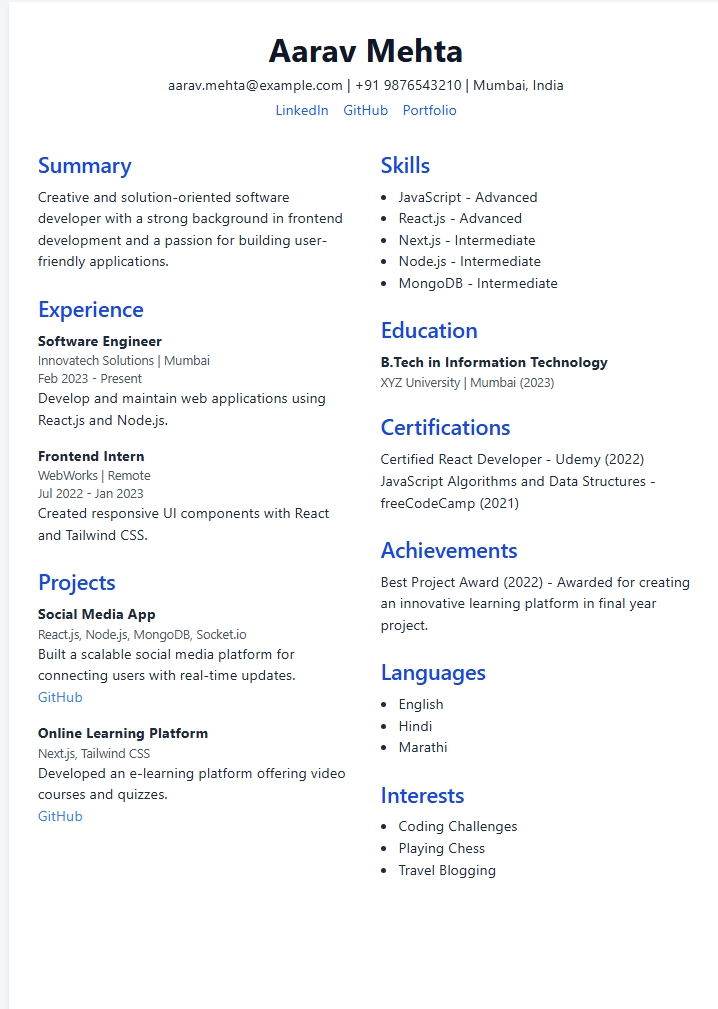 Aarav Mehta
aarav.mehta@example.com | +91 9876543210 | Mumbai, India
LinkedIn GitHub Portfolio
Summary
Creative and solution-oriented software
developer with a strong background in frontend
development and a passion for building user-
friendly applications.
Experience
Software Engineer
Innovatech Solutions | Mumbai
Feb 2023 - Present
Develop and maintain web applications using
React.js and Node.js.
Frontend Intern
WebWorks | Remote
Jul 2022 - Jan 2023
Created responsive UI components with React
and Tailwind CSS.
Projects
Social Media App
React.js, Node.js, MongoDB, Socket.io
Built a scalable social media platform for
connecting users with real-time updates.
GitHub
Online Learning Platform
Next.js, Tailwind CSS
Developed an e-learning platform offering video
courses and quizzes.
GitHub
Skills
• JavaScript - Advanced
• React.js - Advanced
• Next.js - Intermediate
• Node.js - Intermediate
• MongoDB - Intermediate
Education
B.Tech in Information Technology
XYZ University | Mumbai (2023)
Certifications
Certified React Developer - Udemy (2022)
JavaScript Algorithms and Data Structures -
freeCodeCamp (2021)
Achievements
Best Project Award (2022) - Awarded for creating
an innovative learning platform in final year
project.
Languages
• English
• Hindi
• Marathi
Interests
• Coding Challenges
• Playing Chess
• Travel Blogging